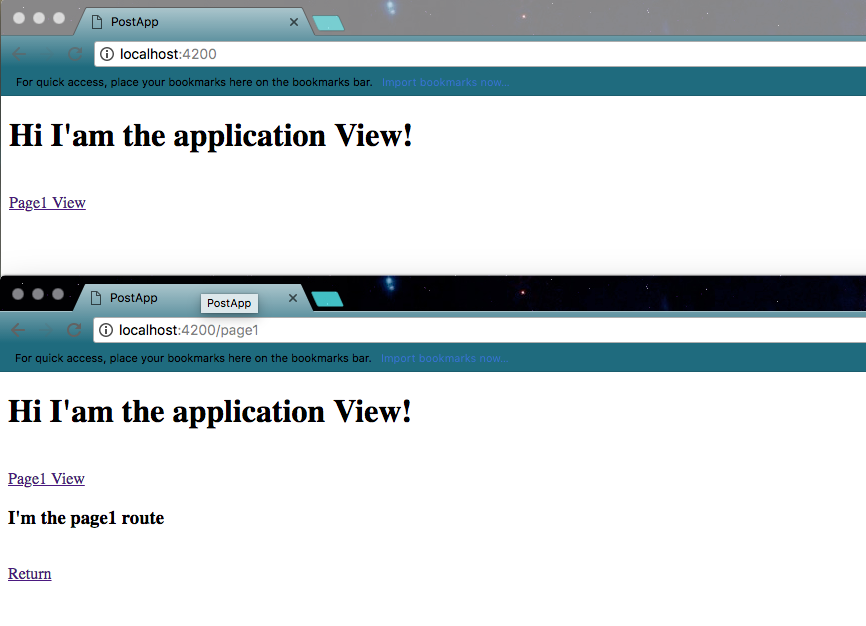 PostApp
localhost:4200
For quick access, place your bookmarks here on the bookmarks bar. Import bookmarks now...
Hi I'am the application View!
Page1 View
PostApp
PostApp
localhost:4200/page1
For quick access, place your bookmarks here on the bookmarks bar. Import bookmarks now...
Hi I'am the application View!
Page1 View
I'm the page1 route
Return